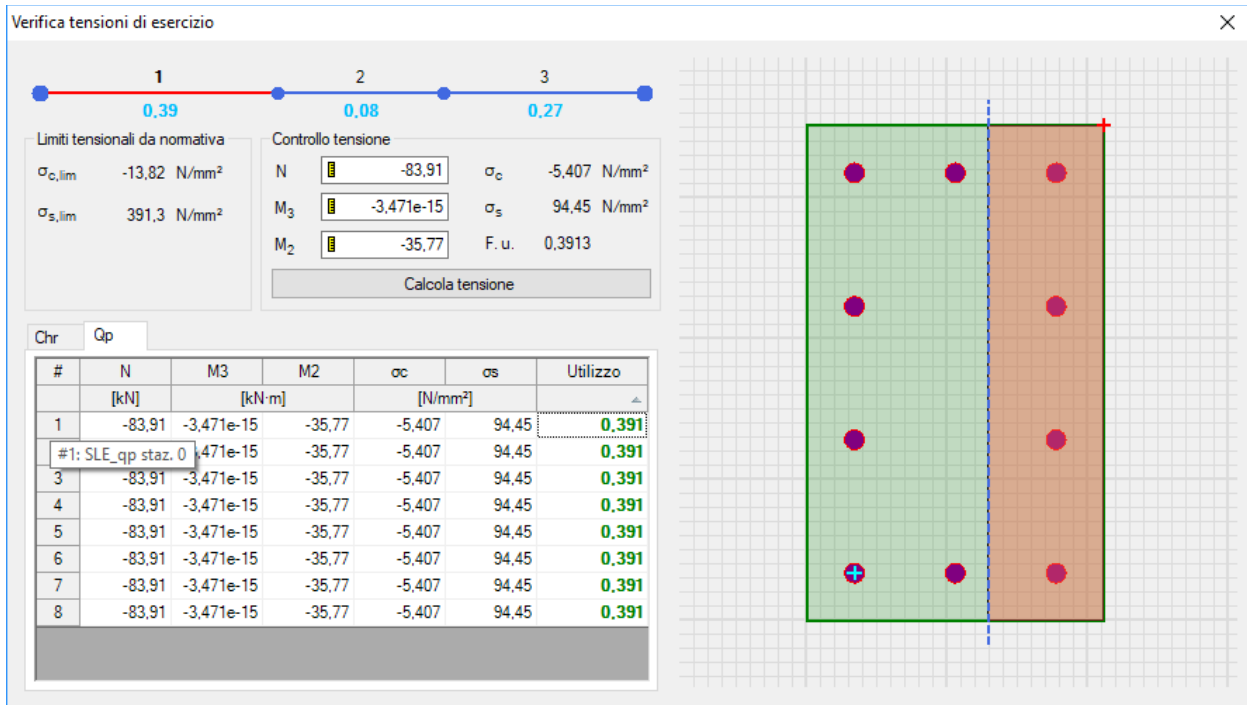 Verifica tensioni di esercizio
1 2 3
0,39 0,08 0,27
Limiti tensionali da normativa
σc,lim -13,82 N/mm²
σs,lim 391,3 N/mm²
Controllo tensione
N -83,91 σc -5,407 N/mm²
M3 -3,471e-15 σs 94,45 N/mm²
M2 -35,77 F. u. 0,3913
Calcola tensione
Chr Qp
# N M3 M2 σc σs Utilizzo
[kN] [kN·m] [N/mm²]
1 -83,91 -3,471e-15 -35,77 -5,407 94,45 0.391
#1: SLE_qp staz. 0 ,471e-15 -35,77 -5,407 94,45 0.391
3 -83,91 -3,471e-15 -35,77 -5,407 94,45 0.391
4 -83,91 -3,471e-15 -35,77 -5,407 94,45 0.391
5 -83,91 -3,471e-15 -35,77 -5,407 94,45 0.391
6 -83,91 -3,471e-15 -35,77 -5,407 94,45 0.391
7 -83,91 -3,471e-15 -35,77 -5,407 94,45 0.391
8 -83,91 -3,471e-15 -35,77 -5,407 94,45 0.391